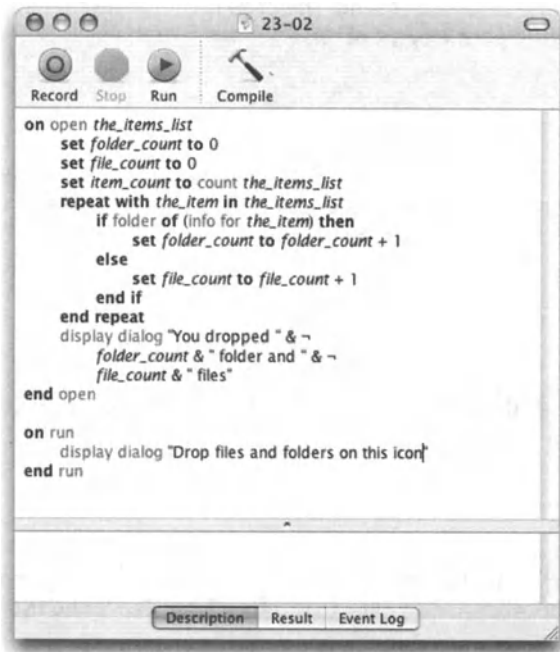 23-02
Record Stop Run Compile
on open the_items_list
set folder_count to 0
set file_count to 0
set item_count to count the_items_list
repeat with the_item in the_items_list
if folder of (info for the_item) then
set folder_count to folder_count + 1
else
set file_count to file_count + 1
end if
end repeat
display dialog "You dropped " & ¬
folder_count & " folder and " & ¬
file_count & " files"
end open
on run
display dialog "Drop files and folders on this icon"
end run
Description Result Event Log